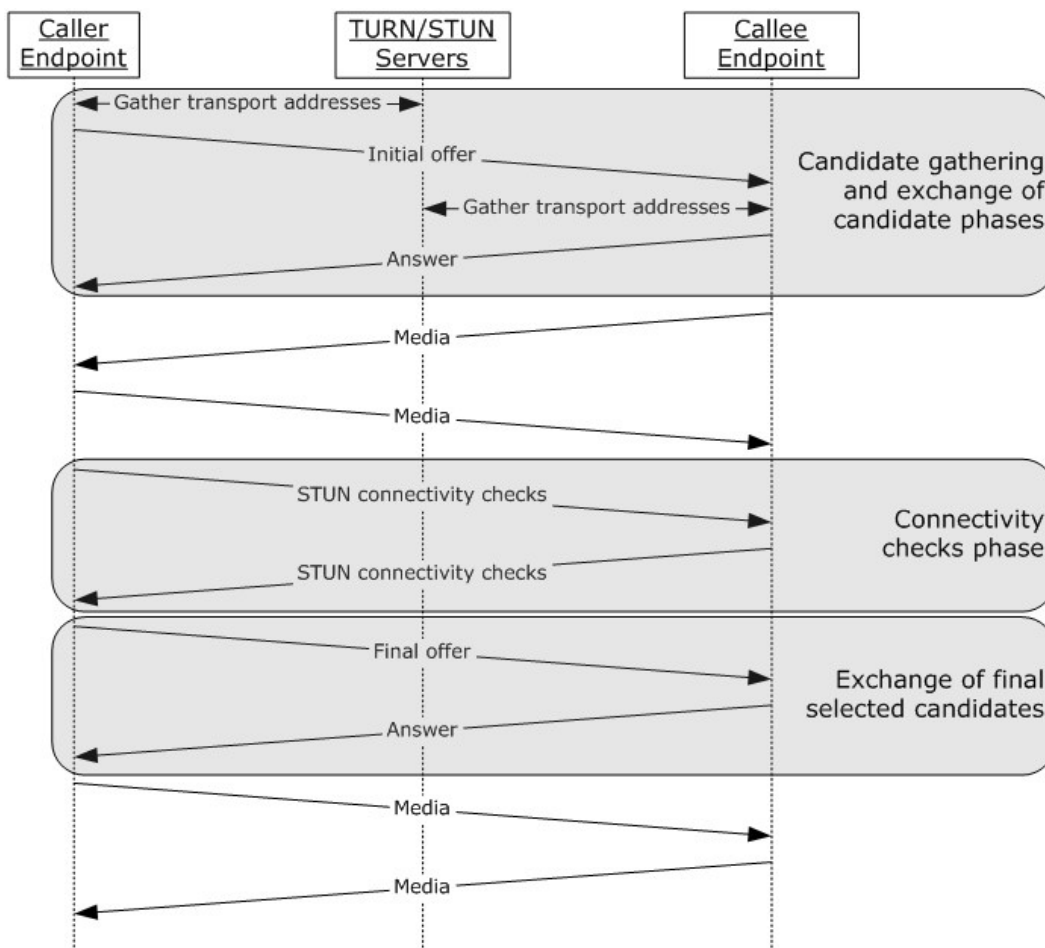 Caller
Endpoint
TURN/STUN
Servers
Callee
Endpoint
Gather transport addresses
Initial offer
Candidate gathering
and exchange of
candidate phases
Gather transport addresses
Answer
Media
Media
STUN connectivity checks
Connectivity
checks phase
STUN connectivity checks
Final offer
Exchange of final
selected candidates
Answer
Media
Media